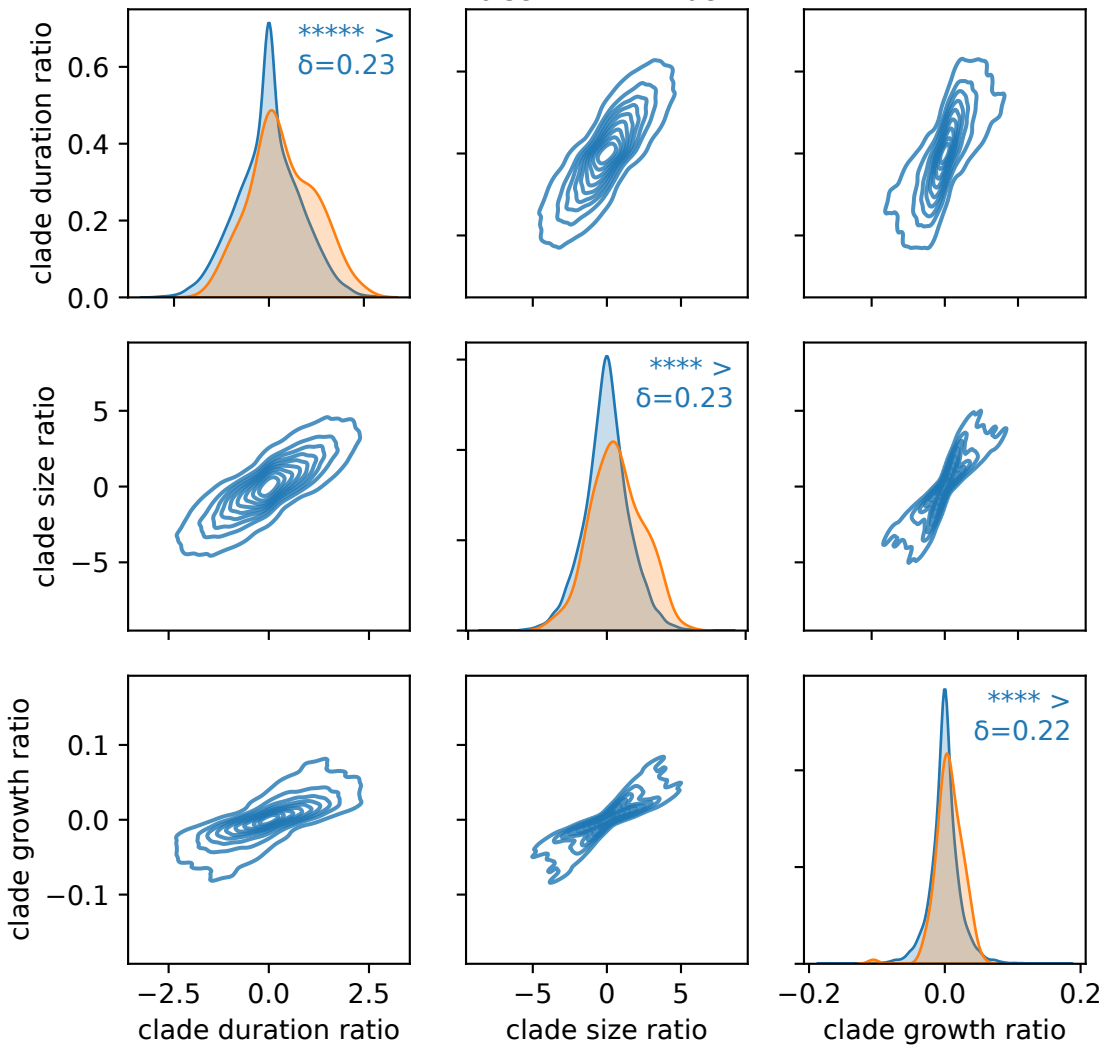 clade duration ratio
0.6
0.4
0.2
0.0
***** >
δ=0.23
clade size ratio
5
0
−5
**** >
δ=0.23
clade growth ratio
0.1
0.0
−0.1
**** >
δ=0.22
−2.5 0.0 2.5
−5 0 5
−0.2 0.0 0.2
clade duration ratio
clade size ratio
clade growth ratio